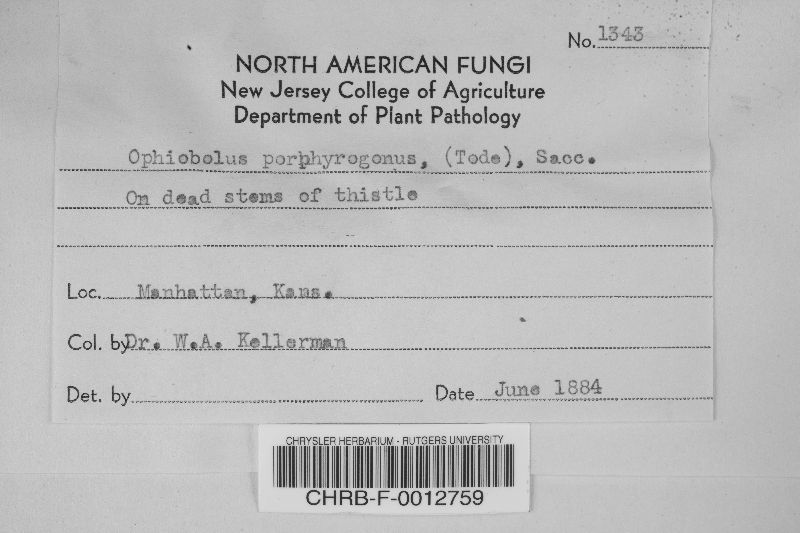 No. 1343
NORTH AMERICAN FUNGI
New Jersey College of Agriculture
Department of Plant Pathology
Ophiobolus porphyrogonus, (Tode), Sacc.
On dead stems of thistle
Loc. Manhattan, Kans.
Col. by Dr. W.A. Kellerman
Det. by
Date June 1884
CHRYSLER HERBARIUM - RUTGERS UNIVERSITY
CHRB-F-0012759